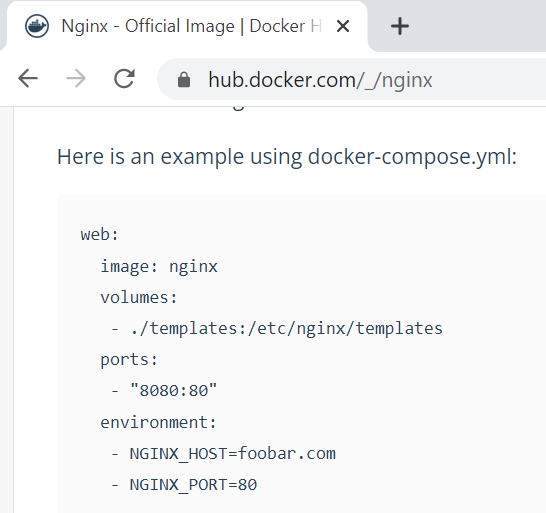 Nginx - Official Image | Docker H
hub.docker.com/_/nginx
Here is an example using docker-compose.yml:
web:
  image: nginx
  volumes:
   - ./templates:/etc/nginx/templates
  ports:
   - "8080:80"
  environment:
   - NGINX_HOST=foobar.com
   - NGINX_PORT=80